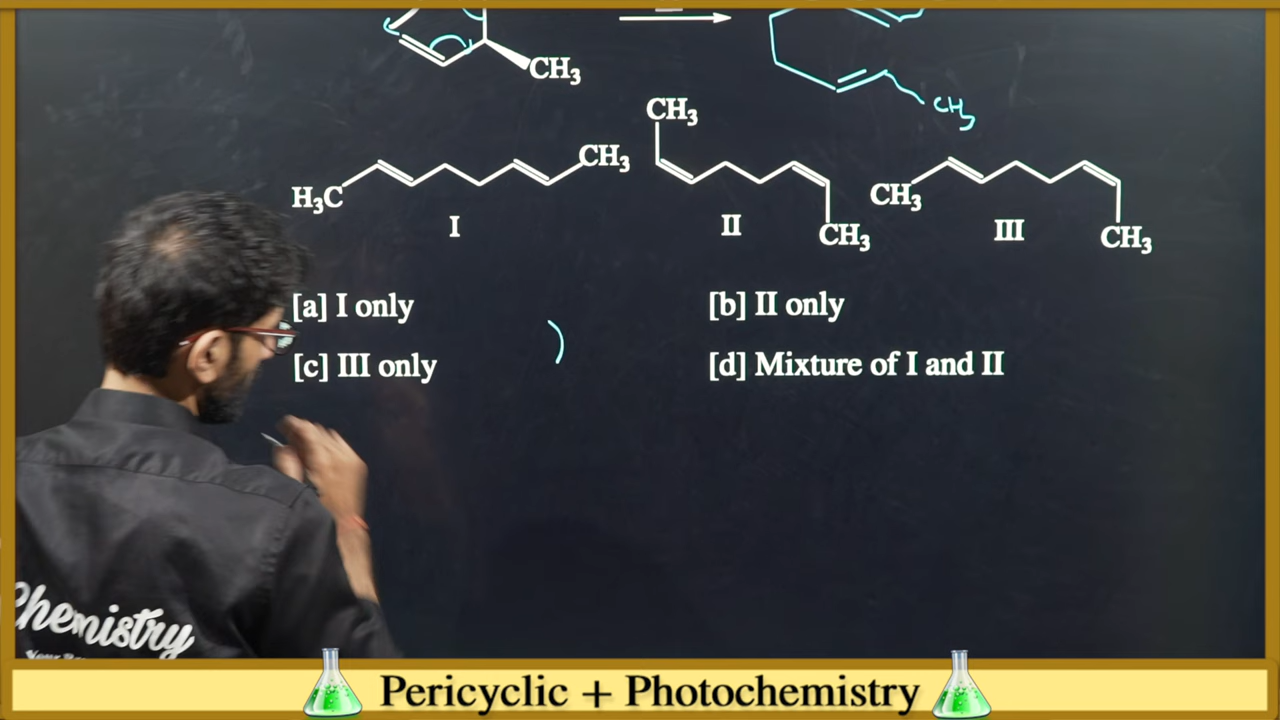 CH3
CH3
CH3
CH3
H3C
CH3
CH3
CH3
I
II
III
[a] I only
[b] II only
[c] III only
)
[d] Mixture of I and II
Chemistry
Pericyclic + Photochemistry